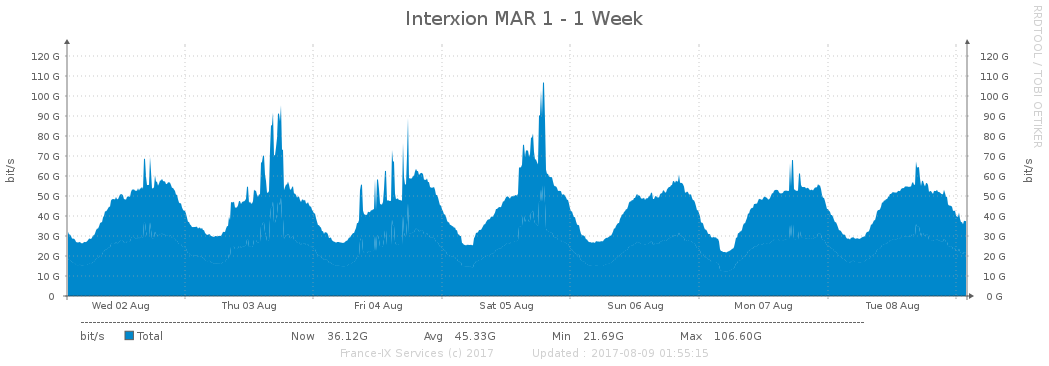 Interxion MAR 1 - 1 Week
RRDTOOL / TOBI OETIKER
bit/s
120 G 120 G
110 G 110 G
100 G 100 G
90 G 90 G
80 G 80 G
70 G 70 G
60 G 60 G
50 G 50 G
40 G 40 G
30 G 30 G
20 G 20 G
10 G 10 G
0 0 G
bit/s
Wed 02 Aug Thu 03 Aug Fri 04 Aug Sat 05 Aug Sun 06 Aug Mon 07 Aug Tue 08 Aug
bit/s Total Now 36.12G Avg 45.33G Min 21.69G Max 106.60G
France-IX Services (c) 2017 Updated : 2017-08-09 01:55:15